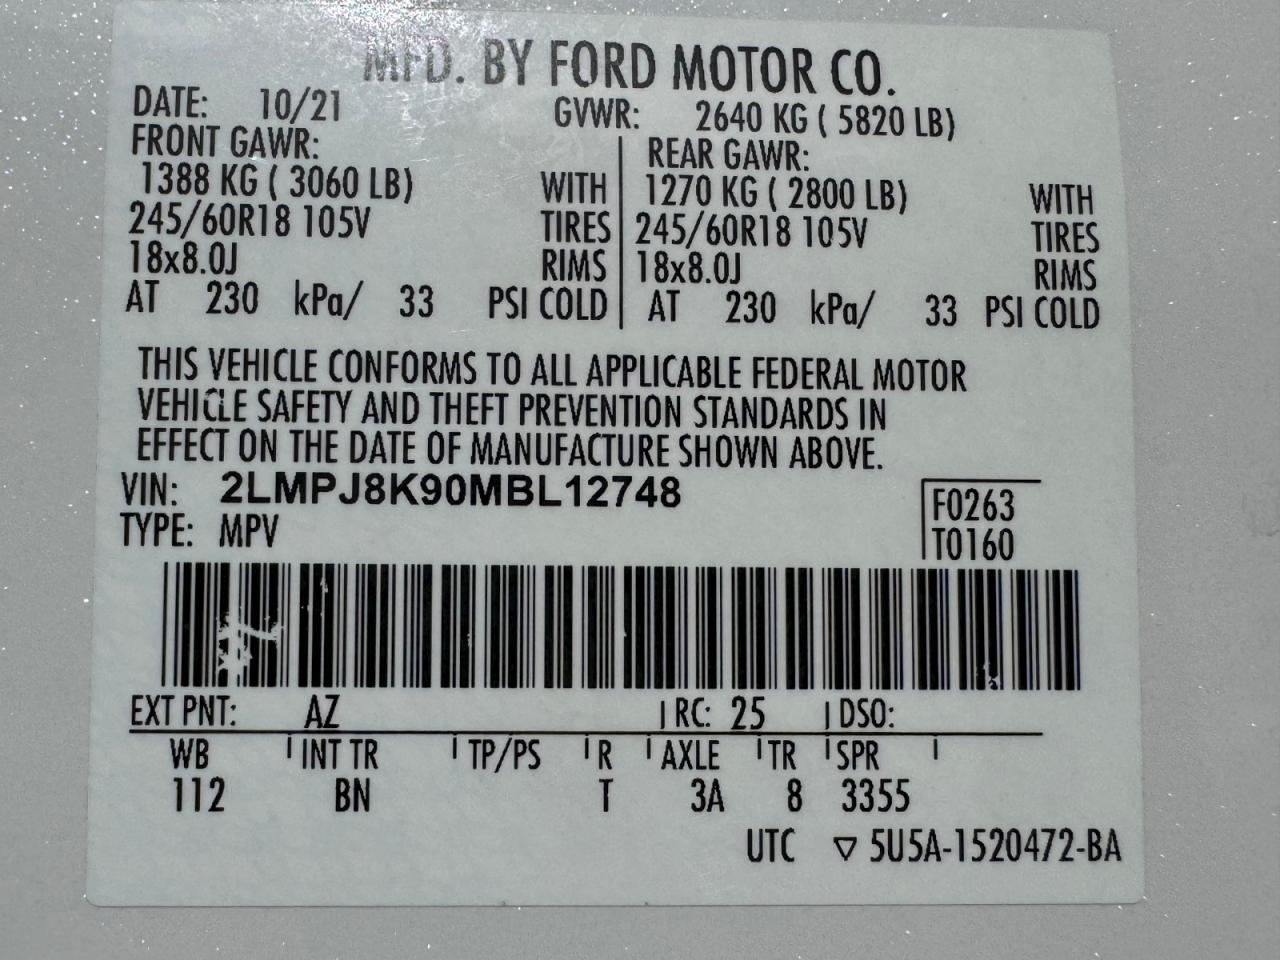 MFD. BY FORD MOTOR CO.
DATE: 10/21 GVWR: 2640 KG ( 5820 LB)
FRONT GAWR: REAR GAWR:
1388 KG ( 3060 LB) WITH 1270 KG ( 2800 LB) WITH
245/60R18 105V TIRES 245/60R18 105V TIRES
18x8.0J RIMS 18x8.0J RIMS
AT 230 kPa/ 33 PSI COLD AT 230 kPa/ 33 PSI COLD
THIS VEHICLE CONFORMS TO ALL APPLICABLE FEDERAL MOTOR
VEHICLE SAFETY AND THEFT PREVENTION STANDARDS IN
EFFECT ON THE DATE OF MANUFACTURE SHOWN ABOVE.
VIN: 2LMPJ8K90MBL12748 F0263
TYPE: MPV T0160
EXT PNT: AZ RC: 25 DSO:
WB INT TR TP/PS R AXLE TR SPR
112 BN T 3A 8 3355
UTC ▽ 5U5A-1520472-BA